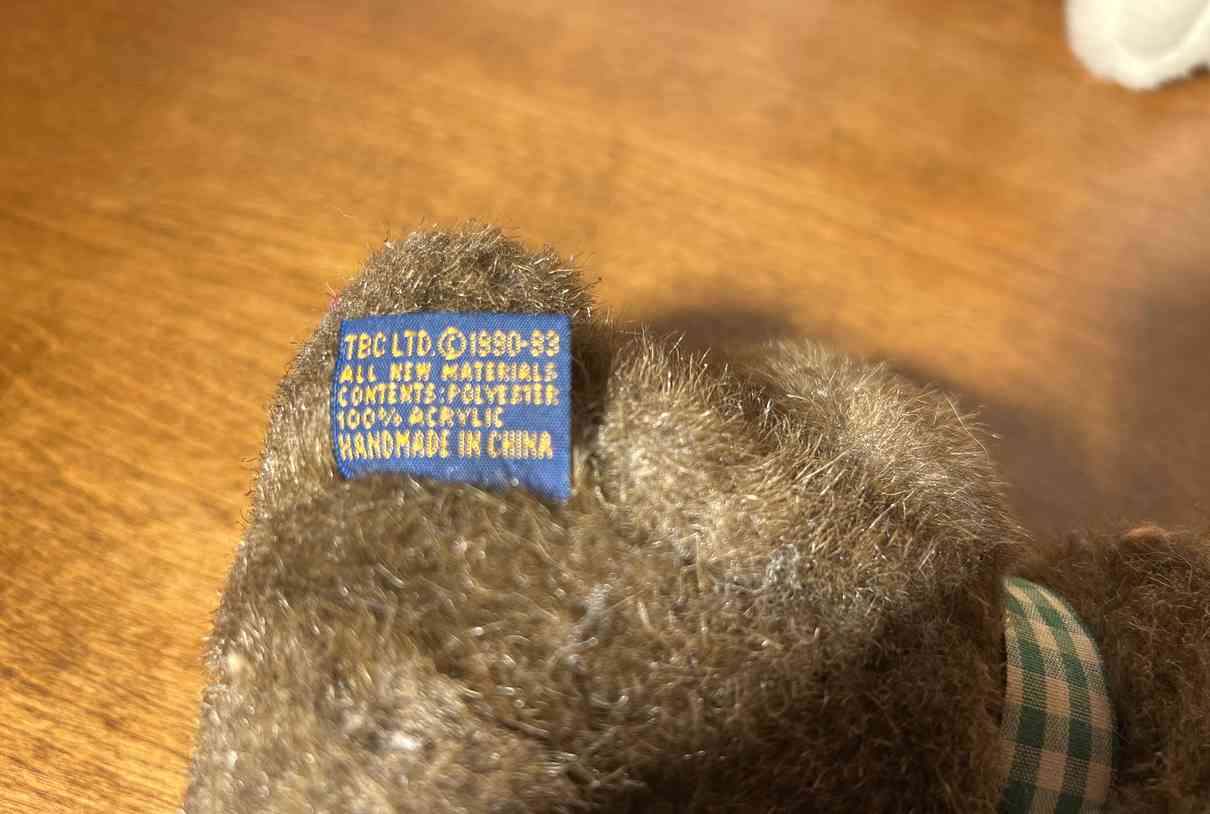 TBC LTD.©1990-93
ALL NEW MATERIALS
CONTENTS:POLYESTER
100% ACRYLIC
HANDMADE IN CHINA